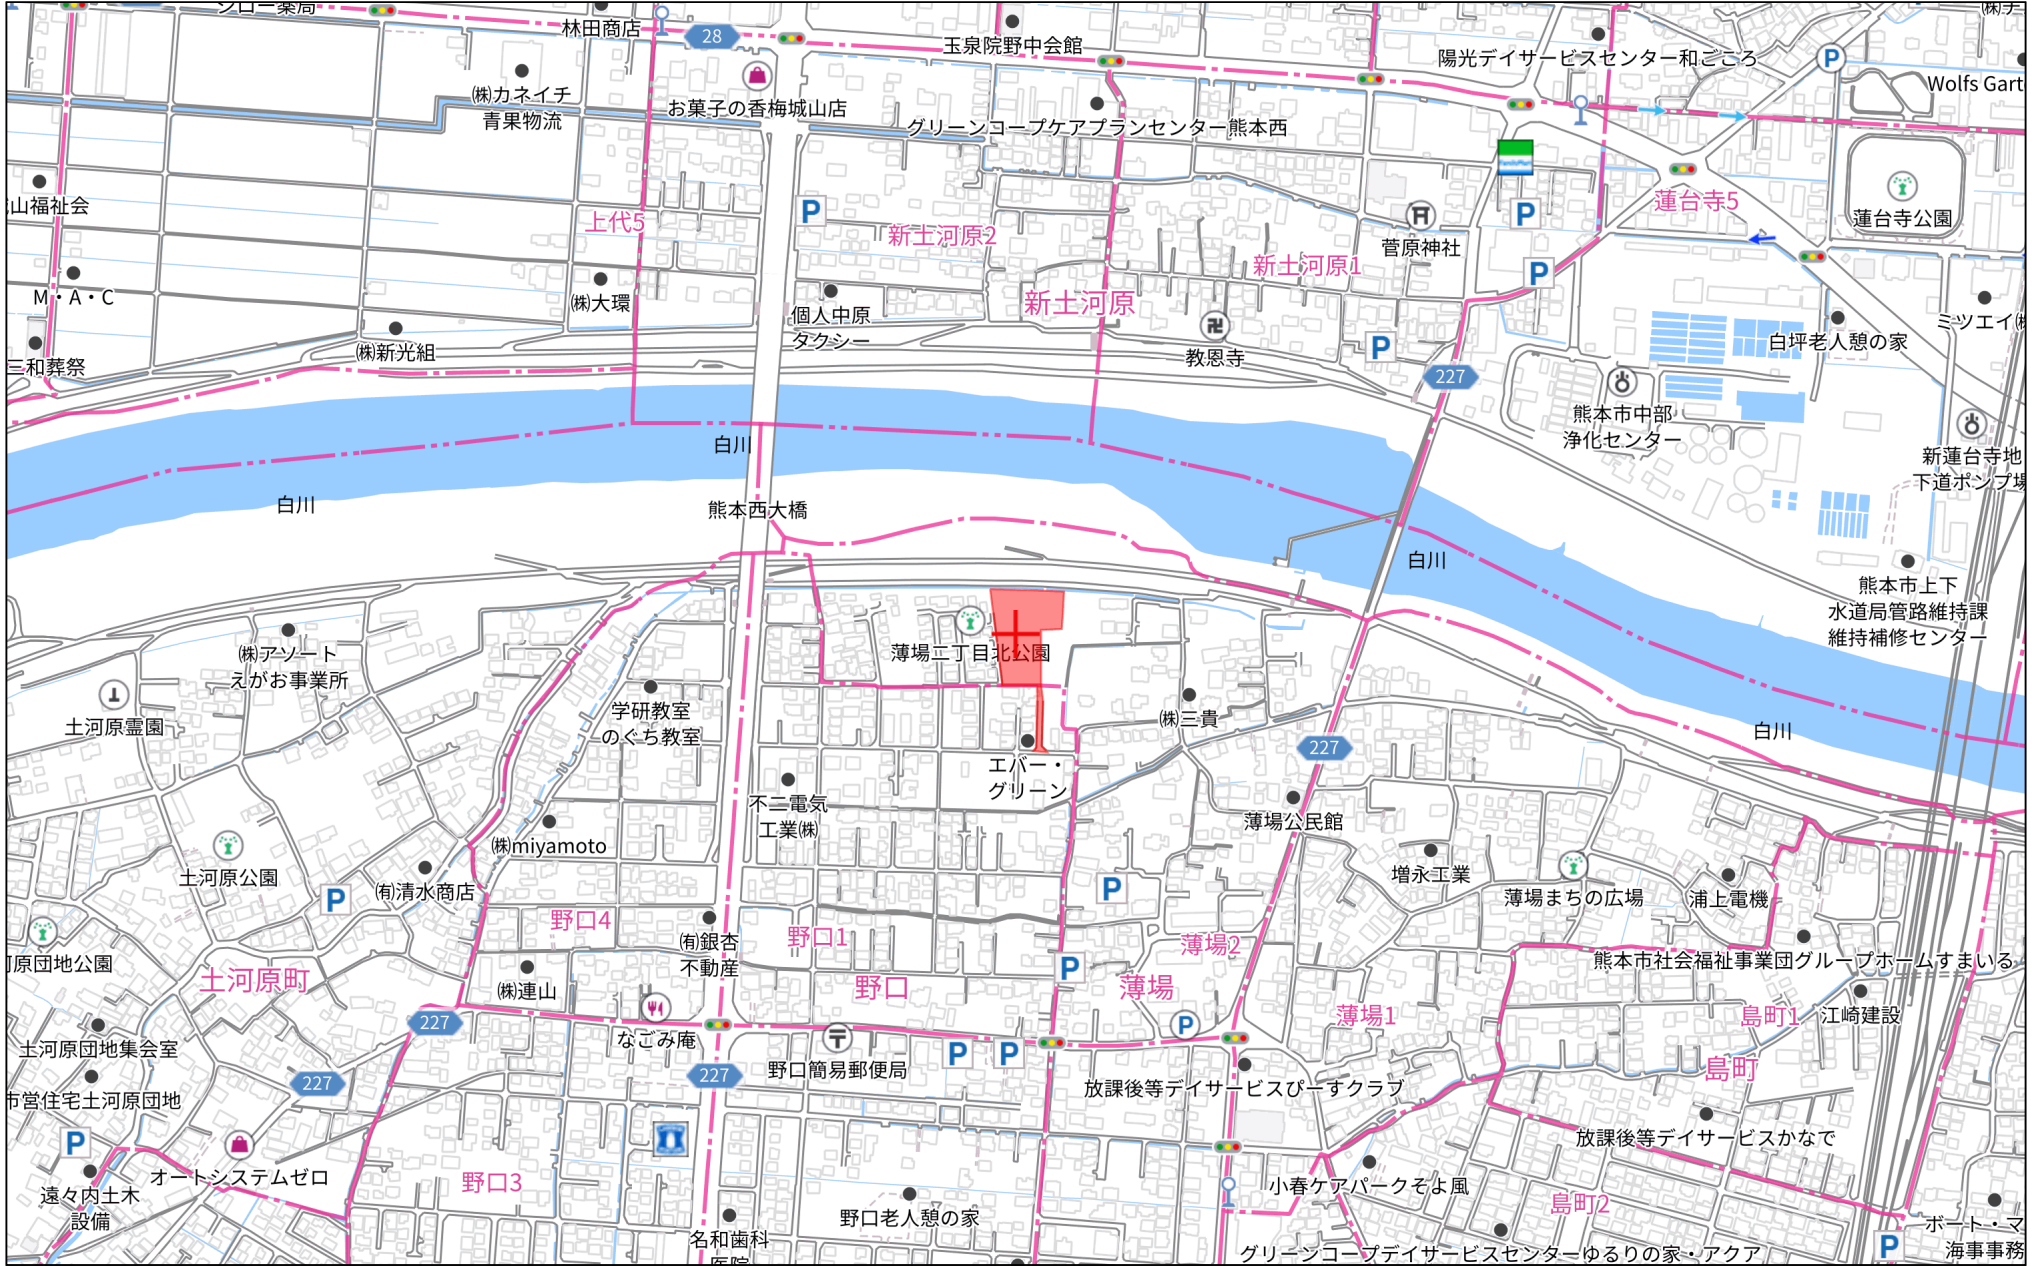 シロー薬局
林田商店
28
玉泉院野中会館
陽光デイサービスセンター和ごころ
P
㈱カネイチ
青果物流
お菓子の香梅城山店
グリーンコープケアプランセンター熊本西
Wolfs Gart
FamilyMart
山福祉会
上代5
P
新土河原2
菅原神社
P
蓮台寺5
蓮台寺公園
M・A・C
㈱大環
新土河原
新土河原1
P
個人中原
タクシー
㈱新光組
三和葬祭
教恩寺
P
227
白坪老人憩の家
ミツエイ㈱
熊本市中部
浄化センター
白川
白川
新蓮台寺地
下道ポンプ場
熊本西大橋
白川
熊本市上下
水道局管路維持課
維持補修センター
㈱アソート
えがお事業所
薄場二丁目北公園
土河原霊園
学研教室
のぐち教室
㈱三貴
227
白川
エバー・
グリーン
不二電気
工業㈱
薄場公民館
㈱miyamoto
土河原公園
P
㈲清水商店
P
増永工業
薄場まちの広場
浦上電機
野口4
㈲銀杏
不動産
野口1
薄場2
河原団地公園
土河原町
㈱連山
野口
P
薄場
熊本市社会福祉事業団グループホームすまいる
227
なごみ庵
野口簡易郵便局
P
P
P
薄場1
島町1
江崎建設
土河原団地集会室
227
227
放課後等デイサービスぴーすクラブ
島町
市営住宅土河原団地
P
オートシステムゼロ
遠々内土木
設備
野口3
放課後等デイサービスかなで
小春ケアパークそよ風
島町2
野口老人憩の家
名和歯科
医院
グリーンコープデイサービスセンターゆるりの家・アクア
P
ボート・マ
海事事務